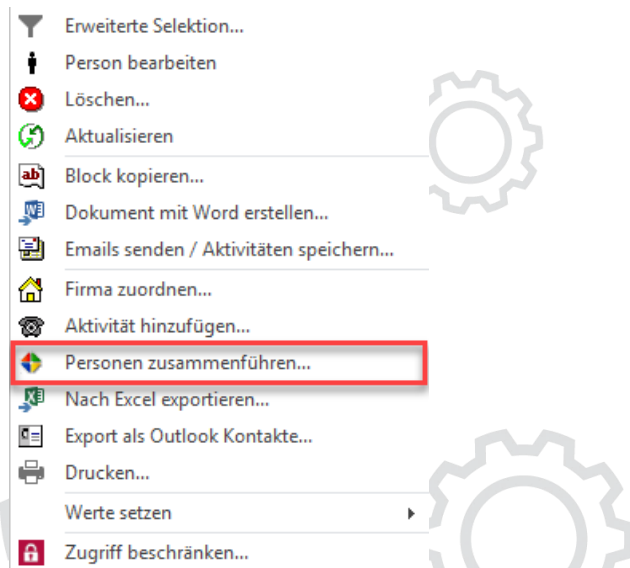 Erweiterte Selektion...
Person bearbeiten
Löschen...
Aktualisieren
Block kopieren...
Dokument mit Word erstellen...
Emails senden / Aktivitäten speichern...
Firma zuordnen...
Aktivität hinzufügen...
Personen zusammenführen...
Nach Excel exportieren...
Export als Outlook Kontakte...
Drucken...
Werte setzen
Zugriff beschränken...